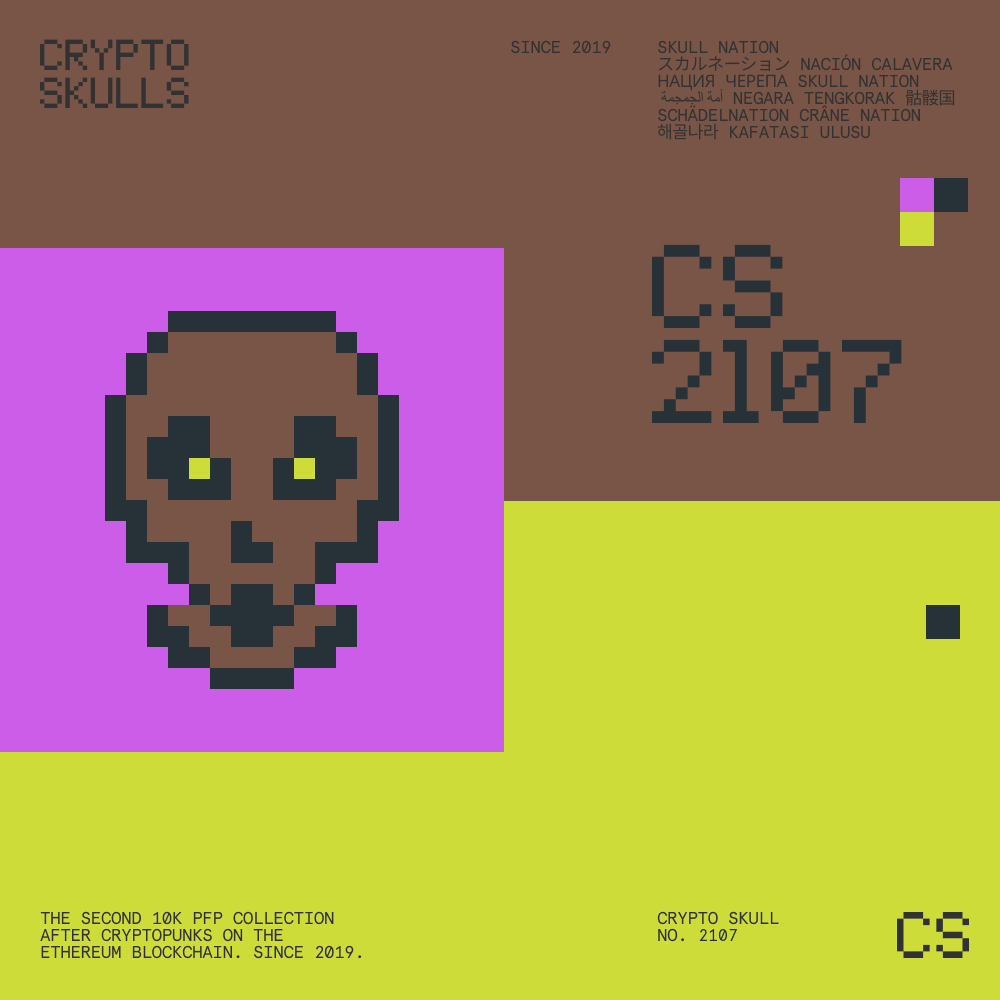 CRYPTO
SKULLS
SINCE 2019
SKULL NATION
スカルネーション NACIÓN CALAVERA
НАЦИЯ ЧЕРЕПА SKULL NATION
أمة الجمجمة NEGARA TENGKORAK 骷髅国
SCHÄDELNATION CRÂNE NATION
해골나라 KAFATASI ULUSU
CS
2107
THE SECOND 10K PFP COLLECTION
AFTER CRYPTOPUNKS ON THE
ETHEREUM BLOCKCHAIN. SINCE 2019.
CRYPTO SKULL
NO. 2107
CS